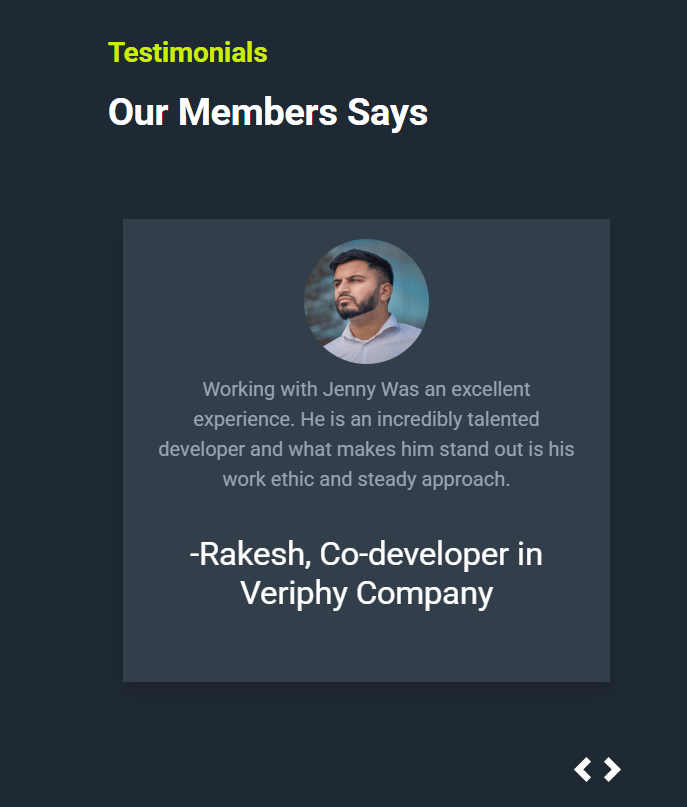 Testimonials
Our Members Says
Working with Jenny Was an excellent
experience. He is an incredibly talented
developer and what makes him stand out is his
work ethic and steady approach.
-Rakesh, Co-developer in
Veriphy Company